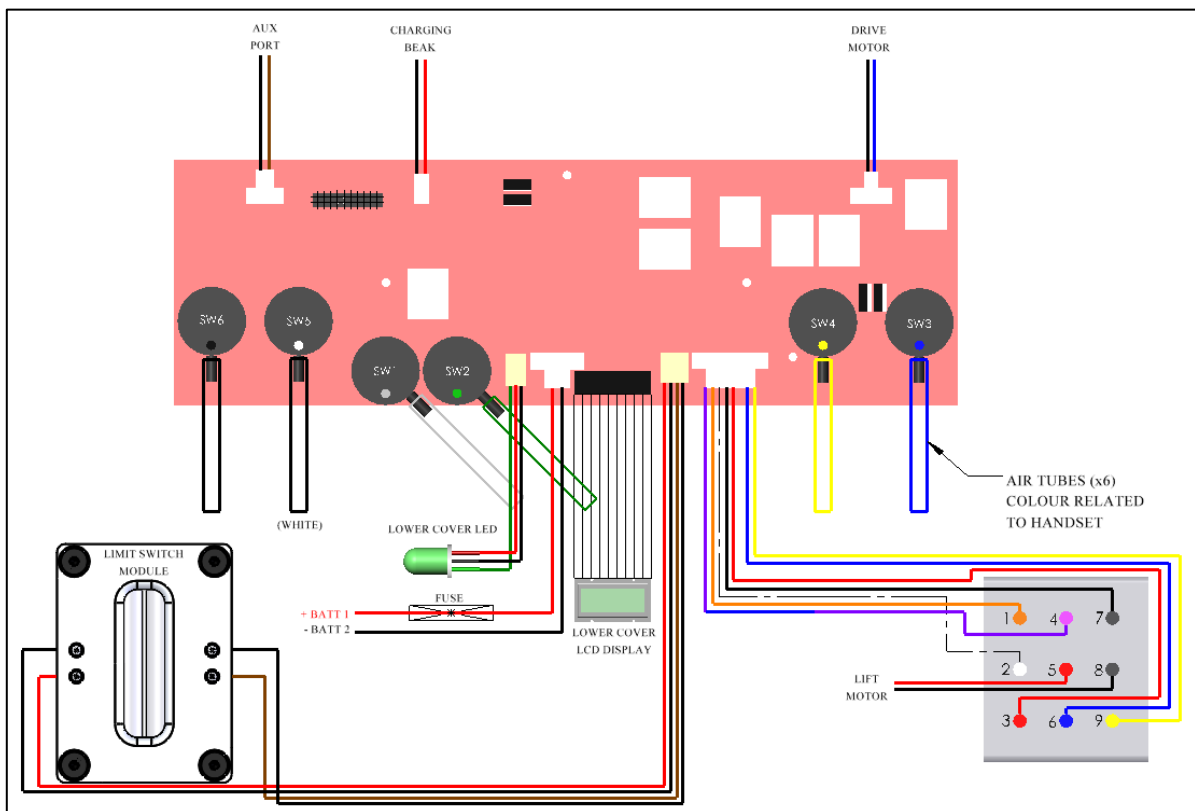 AUX
PORT
CHARGING
BEAK
DRIVE
MOTOR
SW6
SW5
SW1
SW2
SW4
SW3
AIR TUBES (x6)
COLOUR RELATED
TO HANDSET
(WHITE)
LOWER COVER LED
LIMIT SWITCH
MODULE
FUSE
+ BATT 1
- BATT 2
LOWER COVER
LCD DISPLAY
LIFT
MOTOR
1 4 7
2 5 8
3 6 9